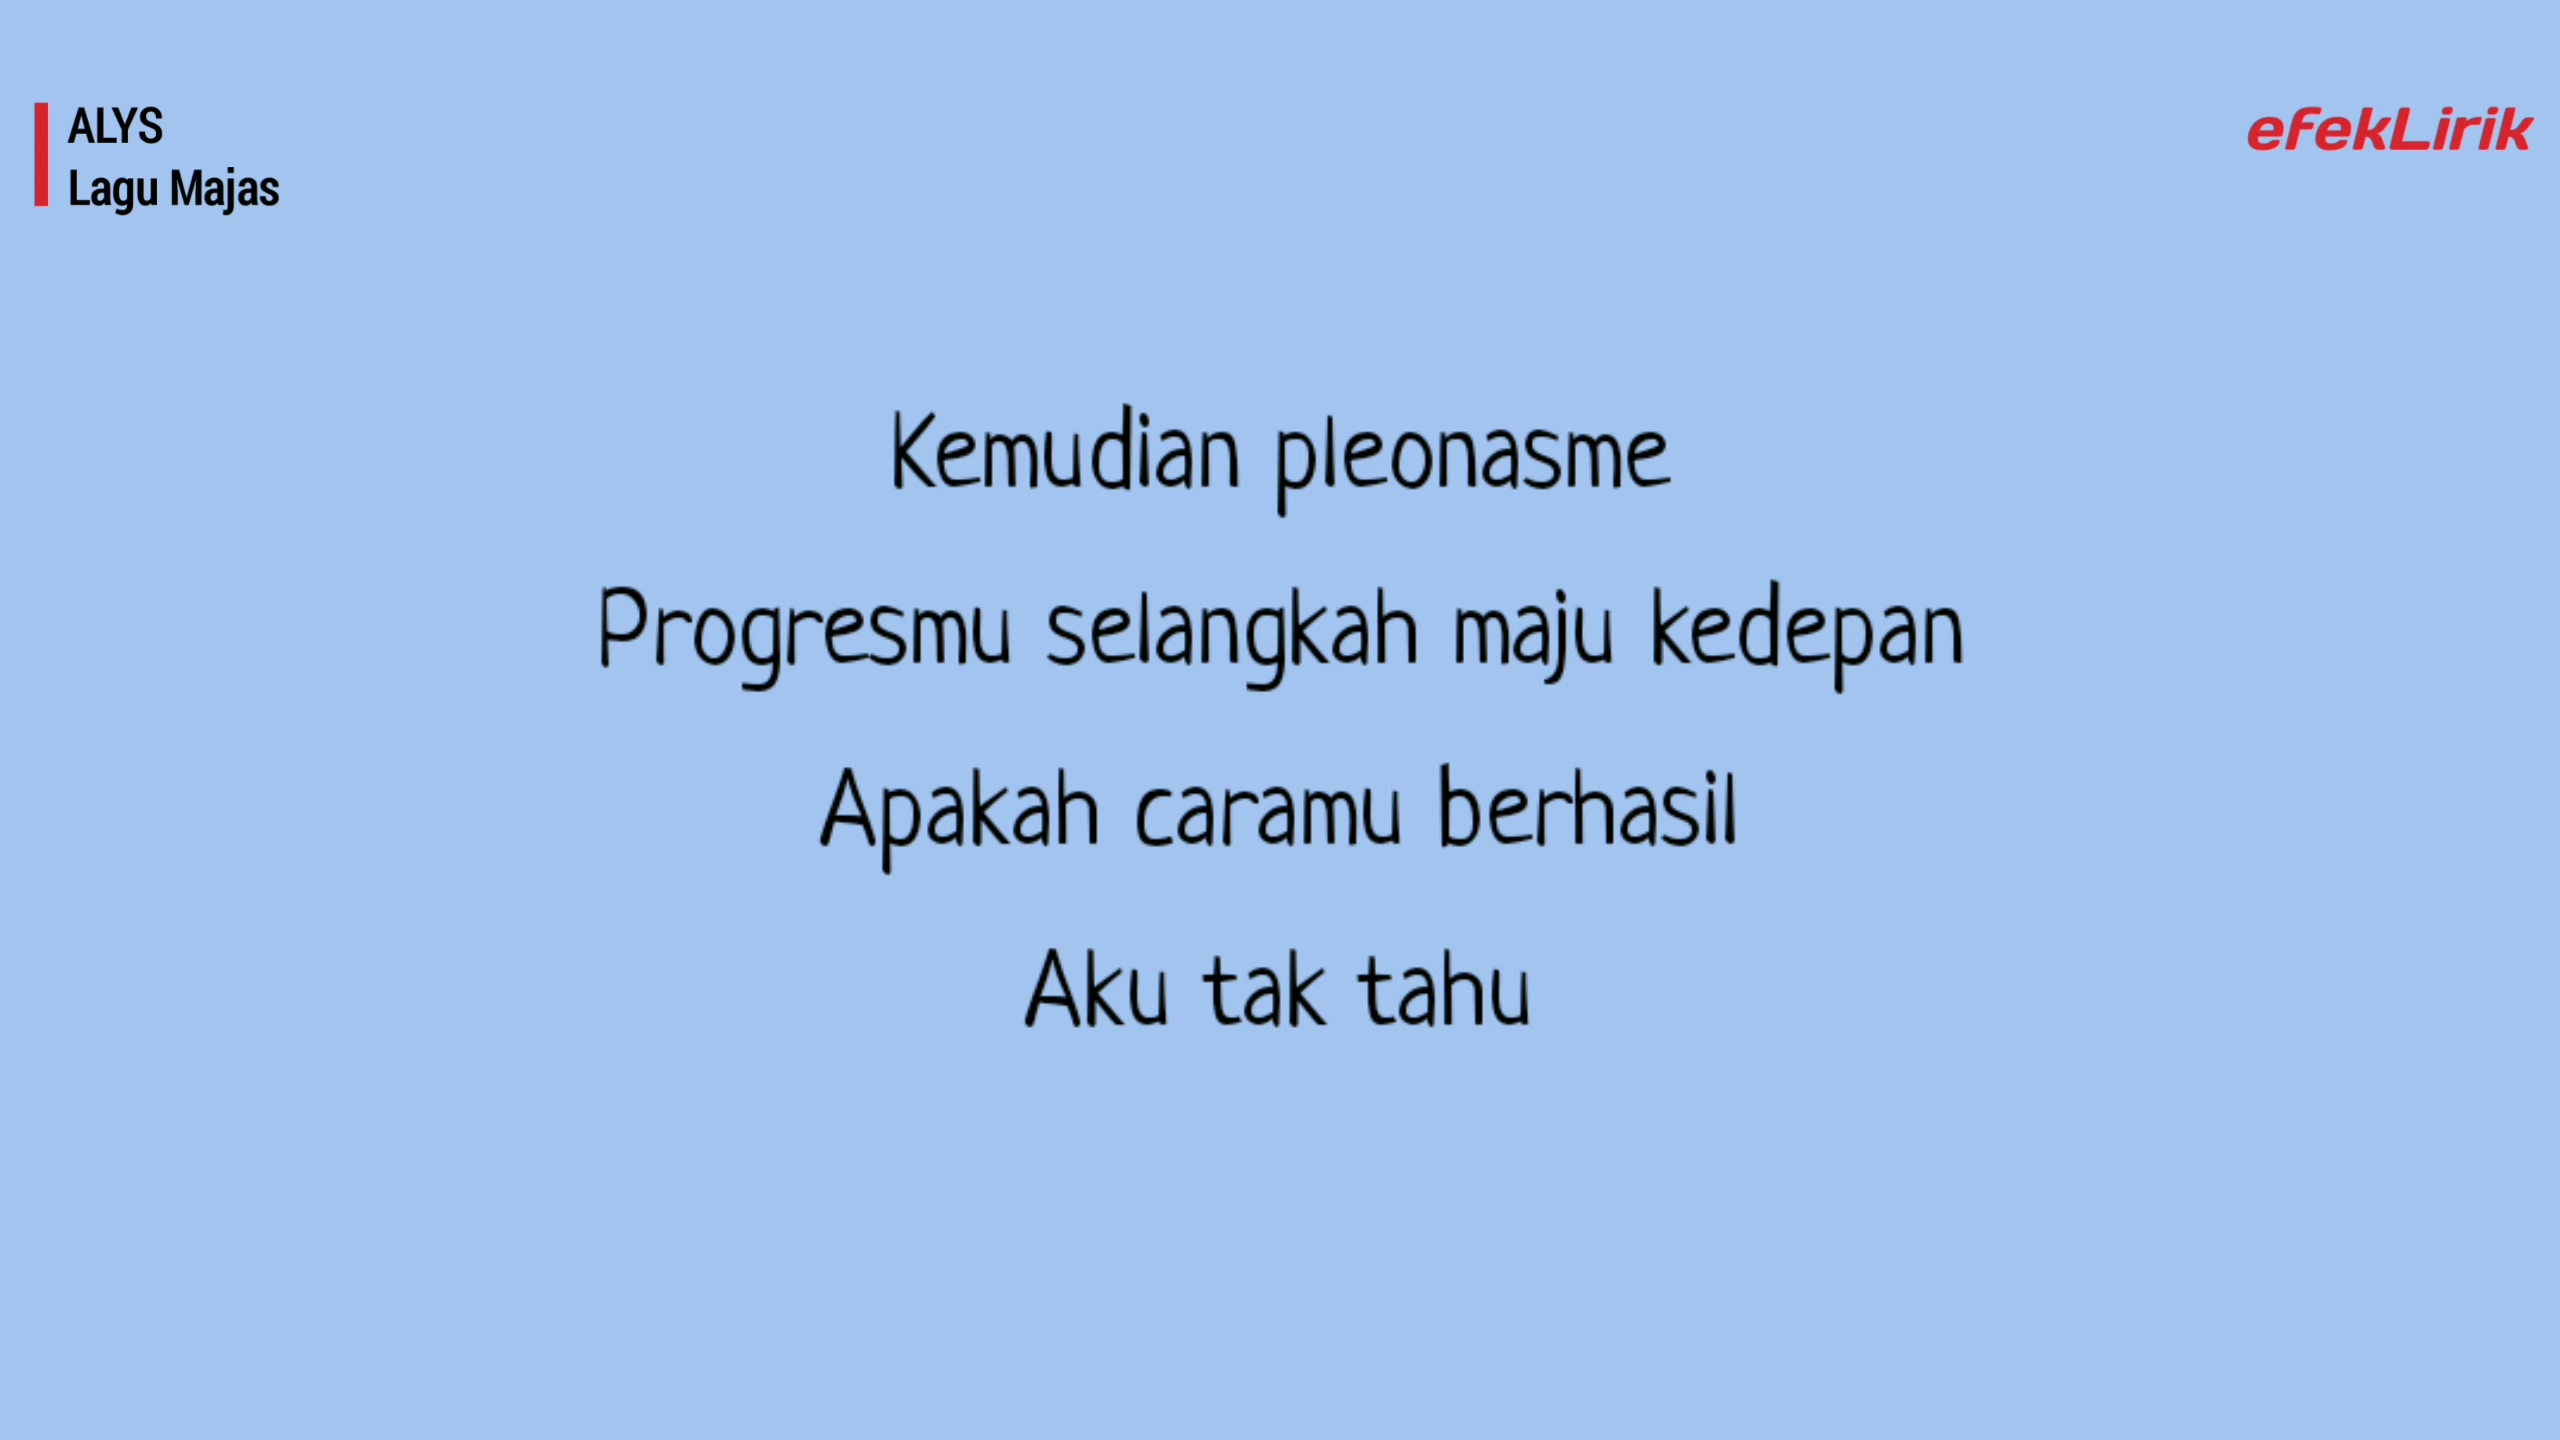 ALYS
Lagu Majas
efekLirik
Kemudian pleonasme
Progresmu selangkah maju kedepan
Apakah caramu berhasil
Aku tak tahu